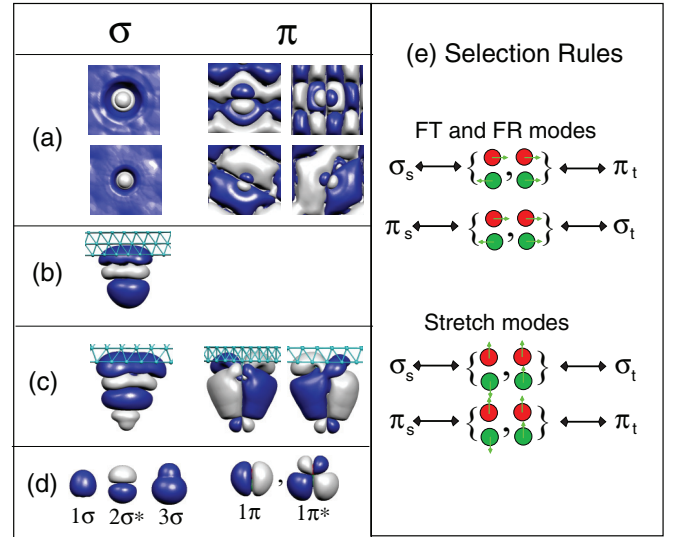 σ π
(e) Selection Rules
(a)
FT and FR modes
σs { , } πt
πs { , } σt
(b)
Stretch modes
(c)
σs { , } σt
πs { , } πt
(d)
1σ 2σ* 3σ 1π , 1π*